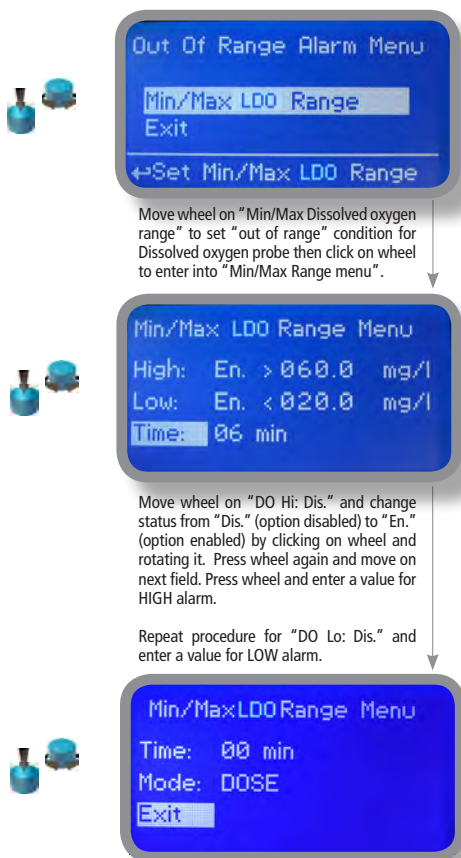 Out Of Range Alarm Menu
Min/Max LDO Range
Exit
↩Set Min/Max LDO Range
Move wheel on "Min/Max Dissolved oxygen
range" to set "out of range" condition for
Dissolved oxygen probe then click on wheel
to enter into "Min/Max Range menu".
Min/Max LDO Range Menu
High: En. >060.0 mg/l
Low: En. <020.0 mg/l
Time: 06 min
Move wheel on "DO Hi: Dis." and change
status from "Dis." (option disabled) to "En."
(option enabled) by clicking on wheel and
rotating it. Press wheel again and move on
next field. Press wheel and enter a value for
HIGH alarm.
Repeat procedure for "DO Lo: Dis." and
enter a value for LOW alarm.
Min/MaxLDORange Menu
Time: 00 min
Mode: DOSE
Exit